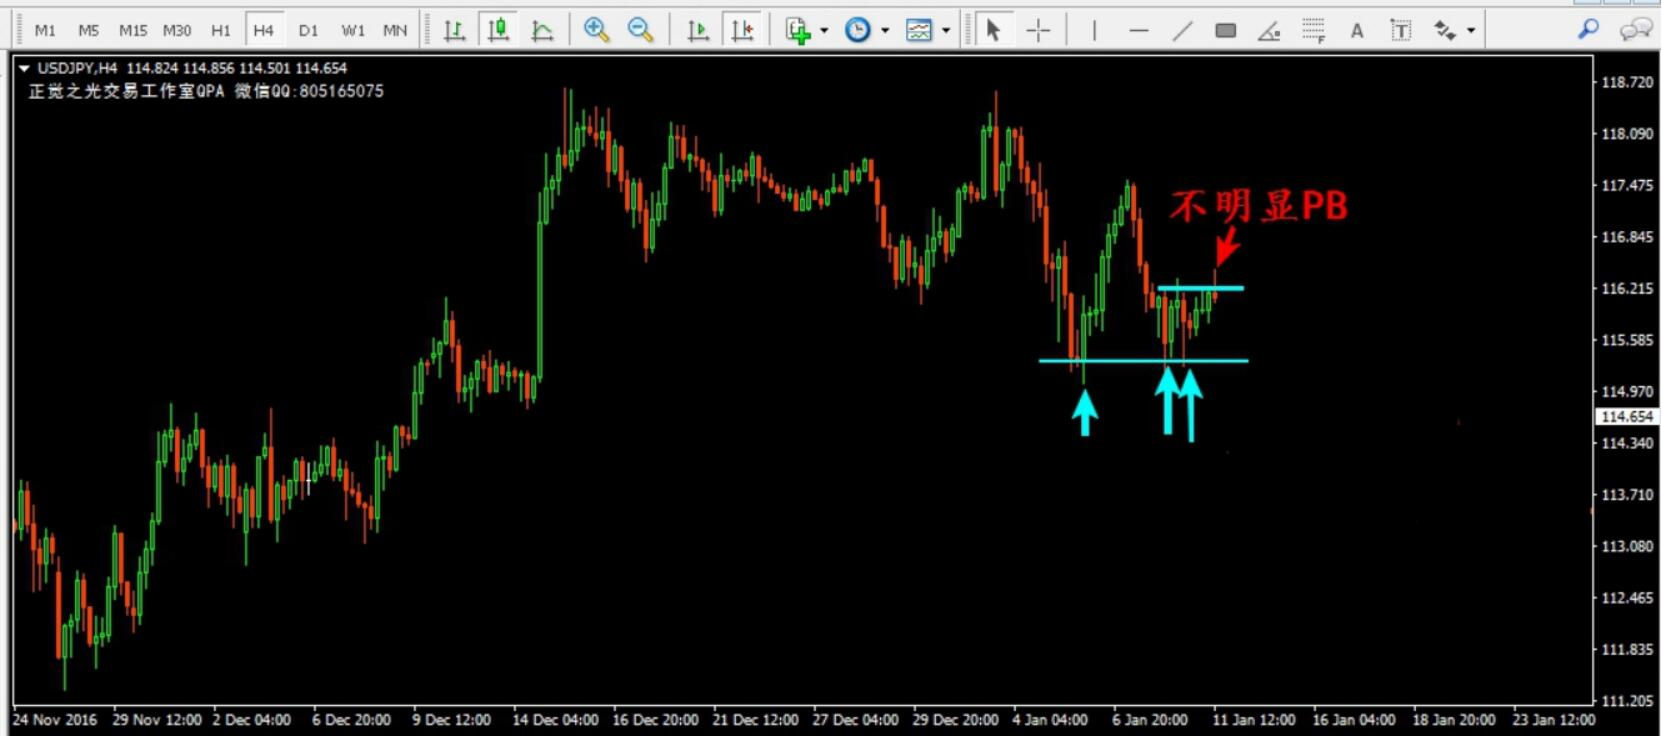 M1 M5 M15 M30 H1 H4 D1 W1 MN
A T
USDJPY,H4 114.824 114.856 114.501 114.654
正觉之光交易工作室QPA 微信QQ:805165075
不明显PB
118.720
118.090
117.475
116.845
116.215
115.585
114.970
114.654
114.340
113.710
113.080
112.465
111.835
111.205
24 Nov 2016 29 Nov 12:00 2 Dec 04:00 6 Dec 20:00 9 Dec 12:00 14 Dec 04:00 16 Dec 20:00 21 Dec 12:00 27 Dec 04:00 29 Dec 20:00 4 Jan 04:00 6 Jan 20:00 11 Jan 12:00 16 Jan 04:00 18 Jan 20:00 23 Jan 12:00